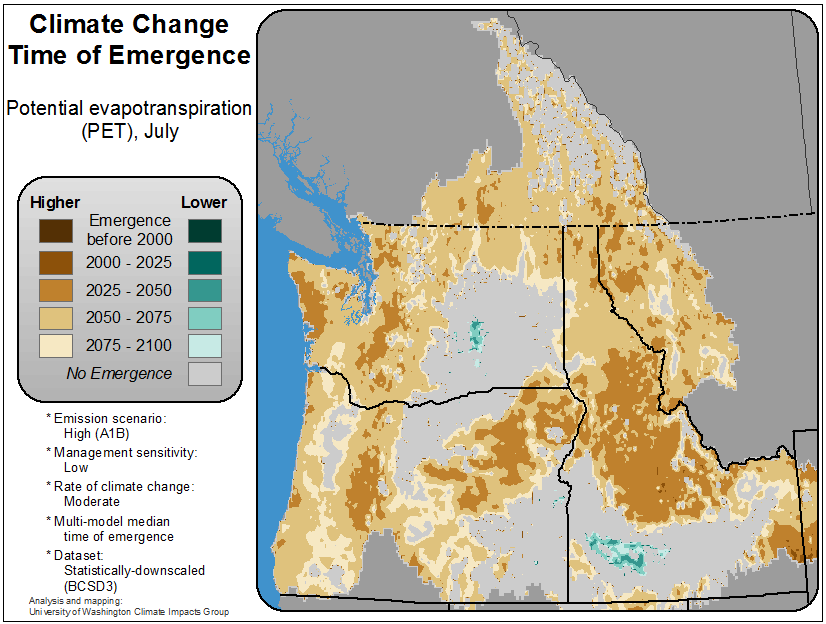 Climate Change
Time of Emergence
Potential evapotranspiration
(PET), July
Higher Lower
Emergence
before 2000
2000 - 2025
2025 - 2050
2050 - 2075
2075 - 2100
No Emergence
* Emission scenario:
High (A1B)
* Management sensitivity:
Low
* Rate of climate change:
Moderate
* Multi-model median
time of emergence
* Dataset:
Statistically-downscaled
(BCSD3)
Analysis and mapping:
University of Washington Climate Impacts Group